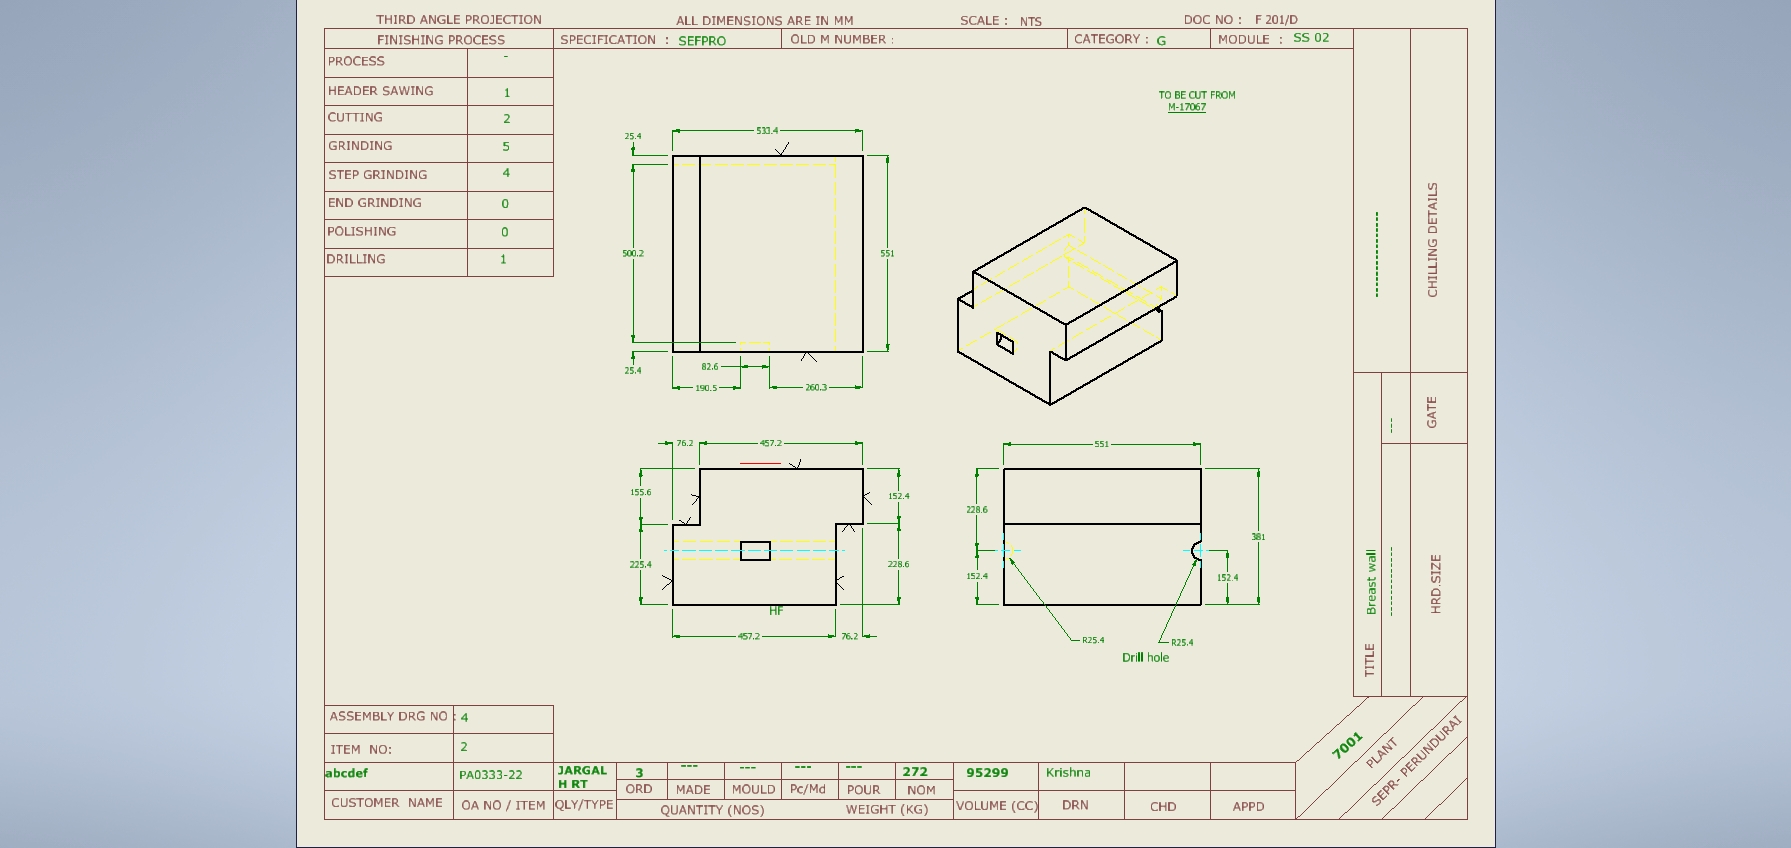 THIRD ANGLE PROJECTION ALL DIMENSIONS ARE IN MM SCALE : NTS DOC NO : F 201/D
FINISHING PROCESS SPECIFICATION : SEFPRO OLD M NUMBER : CATEGORY : G MODULE : SS 02
PROCESS -
HEADER SAWING 1
CUTTING 2
GRINDING 5
STEP GRINDING 4
END GRINDING 0
POLISHING 0
DRILLING 1
TO BE CUT FROM
M-17067
25.4 533.4
500.2 551
25.4 82.6
190.5 260.3
76.2 457.2
155.6 152.4
225.4 228.6
HF
457.2 76.2
551
228.6
381
152.4 152.4
R25.4 R25.4
Drill hole
CHILLING DETAILS
GATE
HRD.SIZE
TITLE Breast wall
ASSEMBLY DRG NO : 4
ITEM NO: 2
abcdef PA0333-22 JARGAL
H RT
3 --- --- --- --- 272 95299 Krishna
ORD MADE MOULD Pc/Md POUR NOM
CUSTOMER NAME OA NO / ITEM QLY/TYPE QUANTITY (NOS) WEIGHT (KG) VOLUME (CC) DRN CHD APPD
7001
PLANT
SEPR- PERUNDURAI